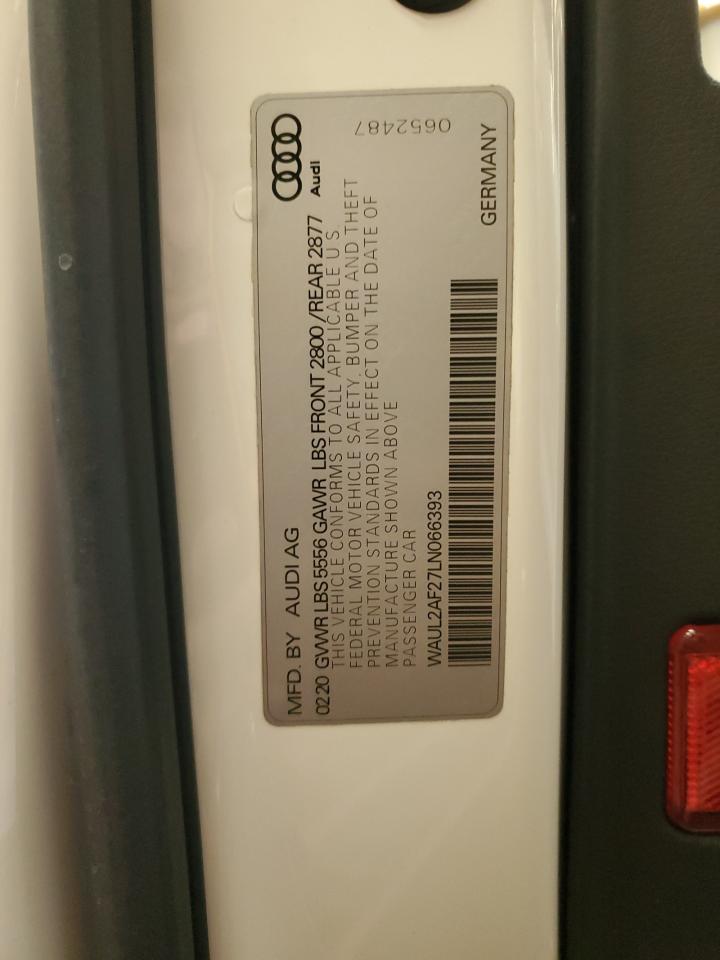 MFD. BY AUDI AG
Audi
0220 GVWR LBS 5556 GAWR LBS FRONT 2800 /REAR 2877
THIS VEHICLE CONFORMS TO ALL APPLICABLE U S
FEDERAL MOTOR VEHICLE SAFETY, BUMPER AND THEFT
PREVENTION STANDARDS IN EFFECT ON THE DATE OF
MANUFACTURE SHOWN ABOVE
PASSENGER CAR
WAUL2AF27LN066393
GERMANY
0652487